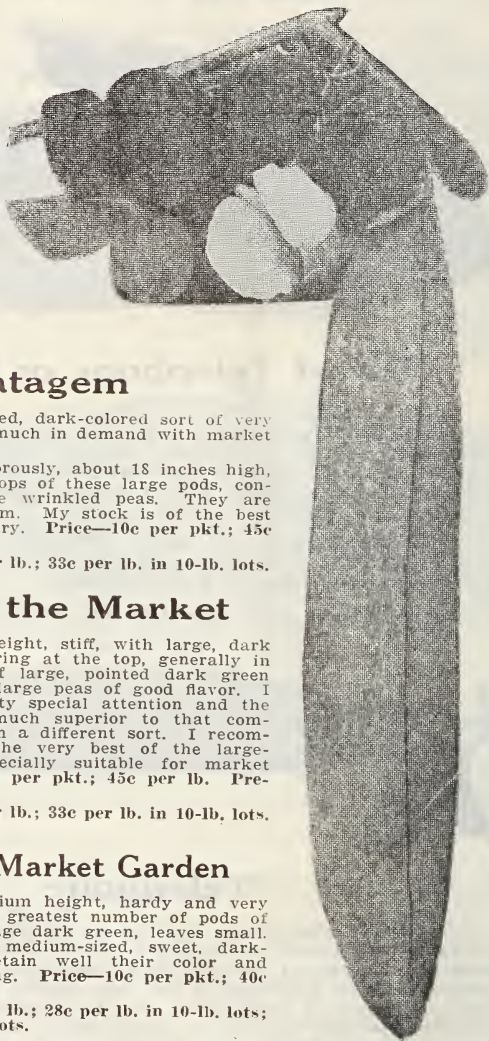 atagem
ed, dark-colored sort of very
much in demand with market
orously, about 18 inches high,
ops of these large pods, con-
e wrinkled peas. They are
m. My stock is of the best
ry. Price—10c per pkt.; 45c
r lb.; 33c per lb. in 10-lb. lots.
the Market
eight, stiff, with large, dark
ring at the top, generally in
f large, pointed dark green
large peas of good flavor. I
ty special attention and the
much superior to that com-
n a different sort. I recom-
he very best of the large-
ecially suitable for market
per pkt.; 45c per lb. Pre-
r lb.; 33c per lb. in 10-lb. lots.
Market Garden
ium height, hardy and very
greatest number of pods of
ge dark green, leaves small.
medium-sized, sweet, dark-
tain well their color and
g. Price—10c per pkt.; 40c
lb.; 28c per lb. in 10-lb. lots;
ots.